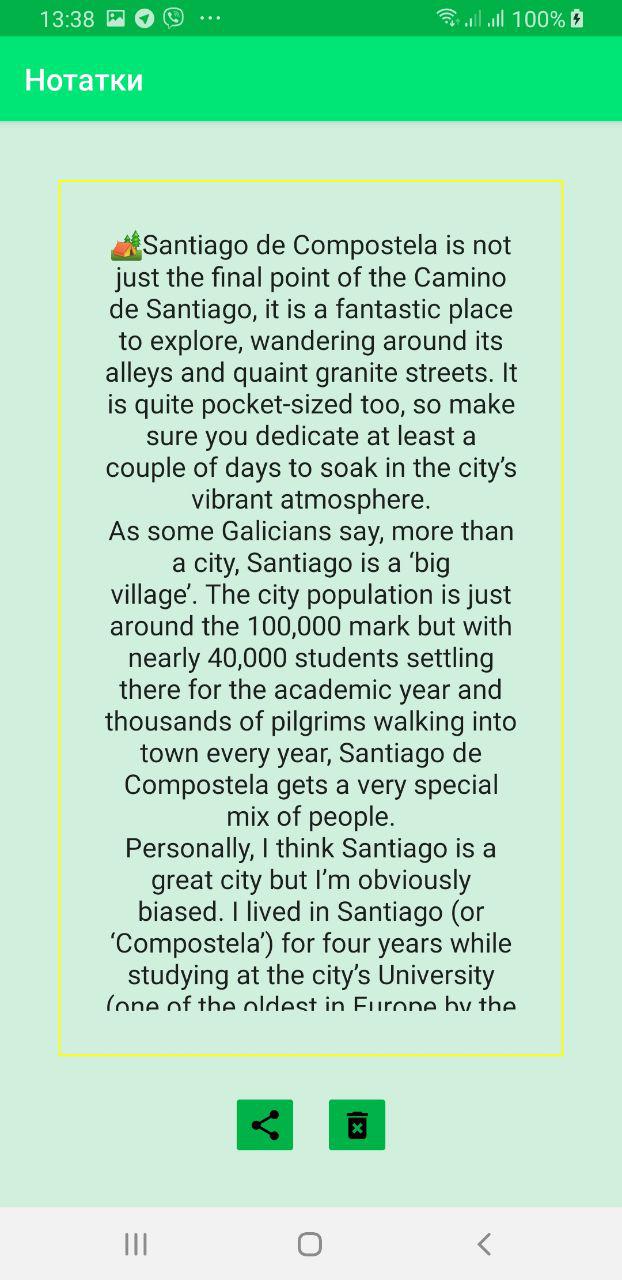 13:38 100%
Нотатки
🏕️Santiago de Compostela is not
just the final point of the Camino
de Santiago, it is a fantastic place
to explore, wandering around its
alleys and quaint granite streets. It
is quite pocket-sized too, so make
sure you dedicate at least a
couple of days to soak in the city’s
vibrant atmosphere.
As some Galicians say, more than
a city, Santiago is a ‘big
village’. The city population is just
around the 100,000 mark but with
nearly 40,000 students settling
there for the academic year and
thousands of pilgrims walking into
town every year, Santiago de
Compostela gets a very special
mix of people.
Personally, I think Santiago is a
great city but I’m obviously
biased. I lived in Santiago (or
‘Compostela’) for four years while
studying at the city’s University
(one of the oldest in Europe by the